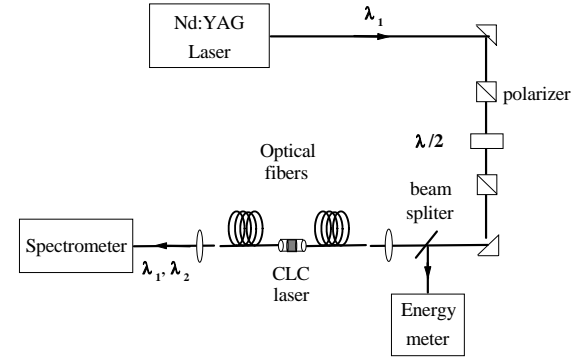 Nd:YAG
Laser
λ1
polarizer
λ/2
Optical
fibers
beam
spliter
Spectrometer
λ1, λ2
CLC
laser
Energy
meter